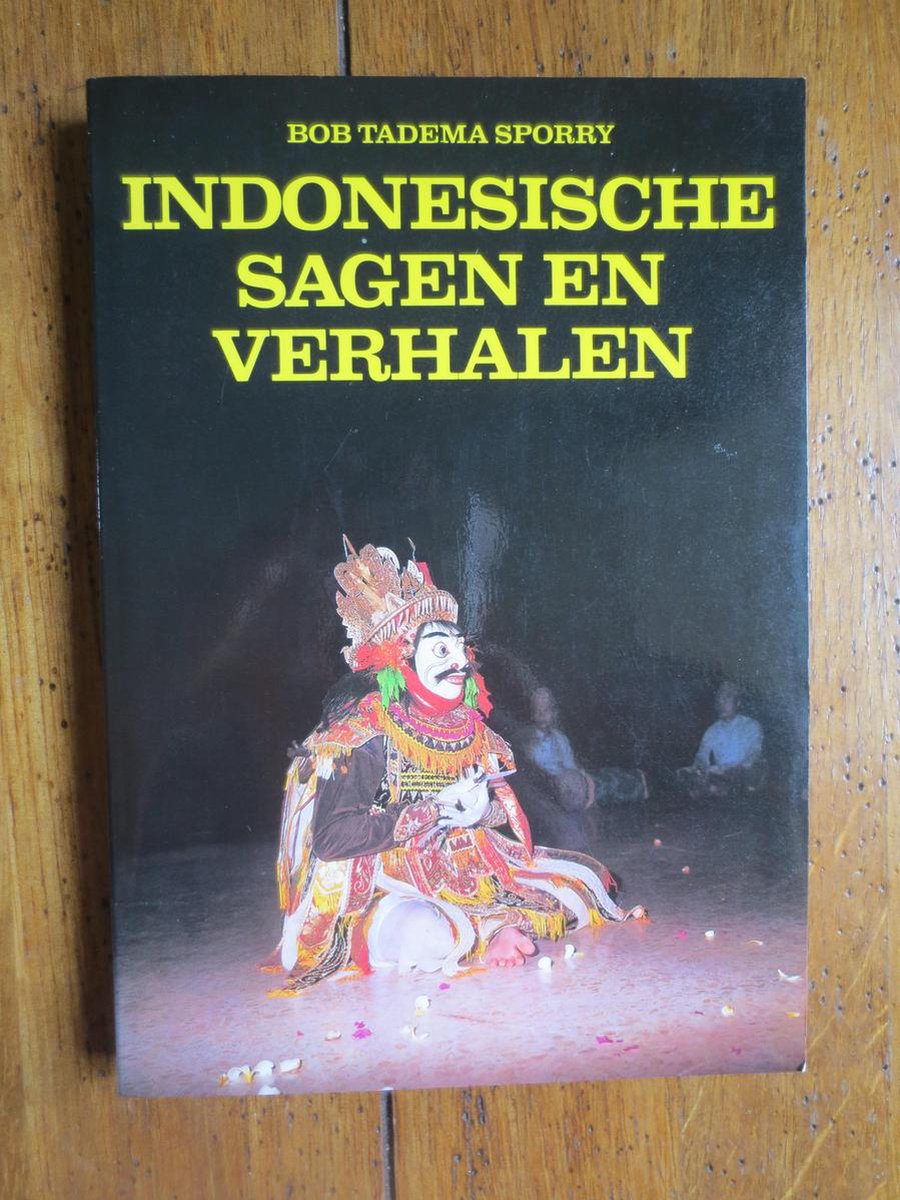 BOB TADEMA SPORRY
INDONESISCHE
SAGEN EN
VERHALEN